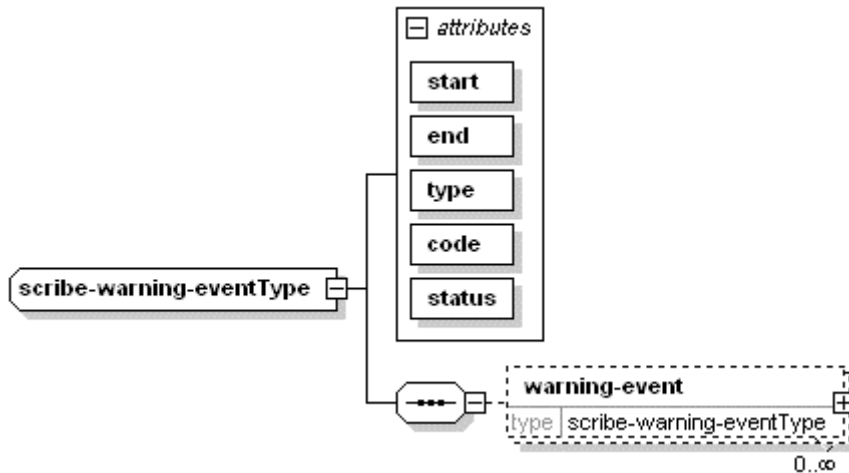 attributes
start
end
type
code
status
scribe-warning-eventType
warning-event
type scribe-warning-eventType
0..∞